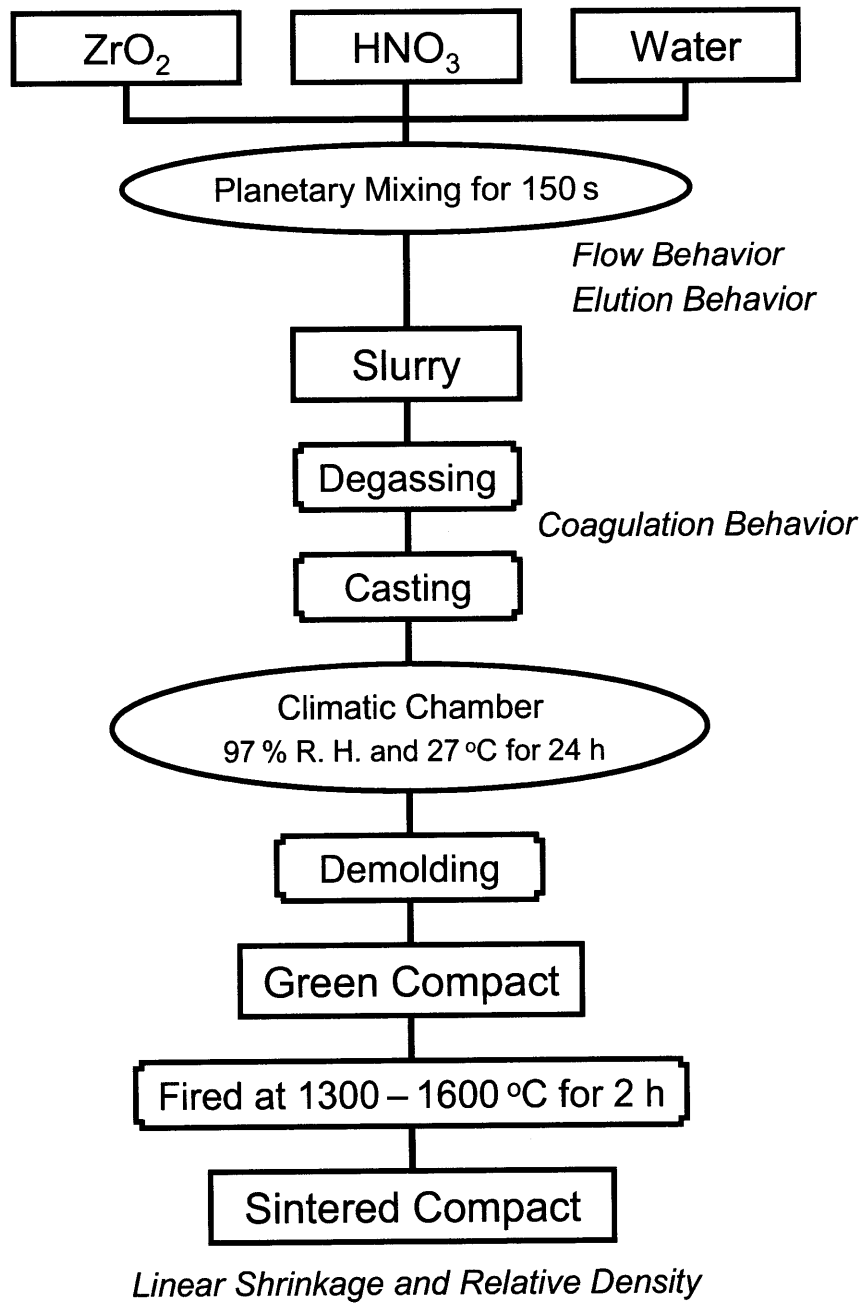 ZrO₂
HNO₃
Water
Planetary Mixing for 150 s
Flow Behavior
Elution Behavior
Slurry
Degassing
Coagulation Behavior
Casting
Climatic Chamber
97 % R. H. and 27 °C for 24 h
Demolding
Green Compact
Fired at 1300 – 1600 °C for 2 h
Sintered Compact
Linear Shrinkage and Relative Density